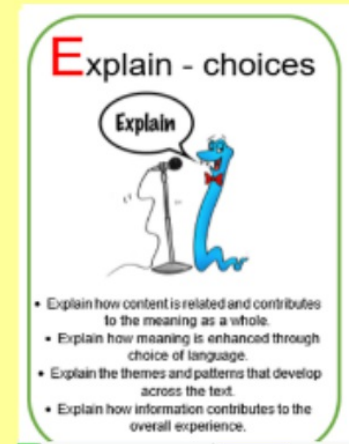 Explain - choices
Explain
• Explain how content is related and contributes
to the meaning as a whole.
• Explain how meaning is enhanced through
choice of language.
• Explain the themes and patterns that develop
across the text.
• Explain how information contributes to the
overall experience.